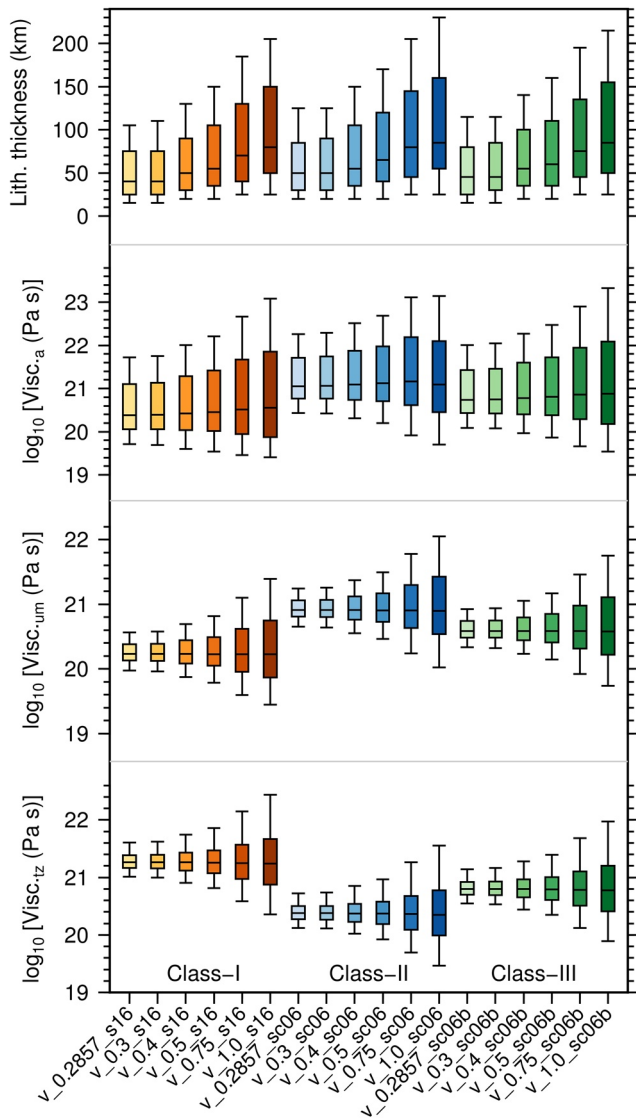 Lith. thickness (km)
200
150
100
50
0
log10 [Visc.a (Pa s)]
23
22
21
20
19
log10 [Visc.um (Pa s)]
22
21
20
19
log10 [Visc.tz (Pa s)]
22
21
20
19
Class−I
Class−II
Class−III
v_0.2857_s16
v_0.3_s16
v_0.4_s16
v_0.5_s16
v_0.75_s16
v_1.0_s16
v_0.2857_sc06
v_0.3_sc06
v_0.4_sc06
v_0.5_sc06
v_0.75_sc06
v_1.0_sc06
v_0.2857_sc06b
v_0.3_sc06b
v_0.4_sc06b
v_0.5_sc06b
v_0.75_sc06b
v_1.0_sc06b